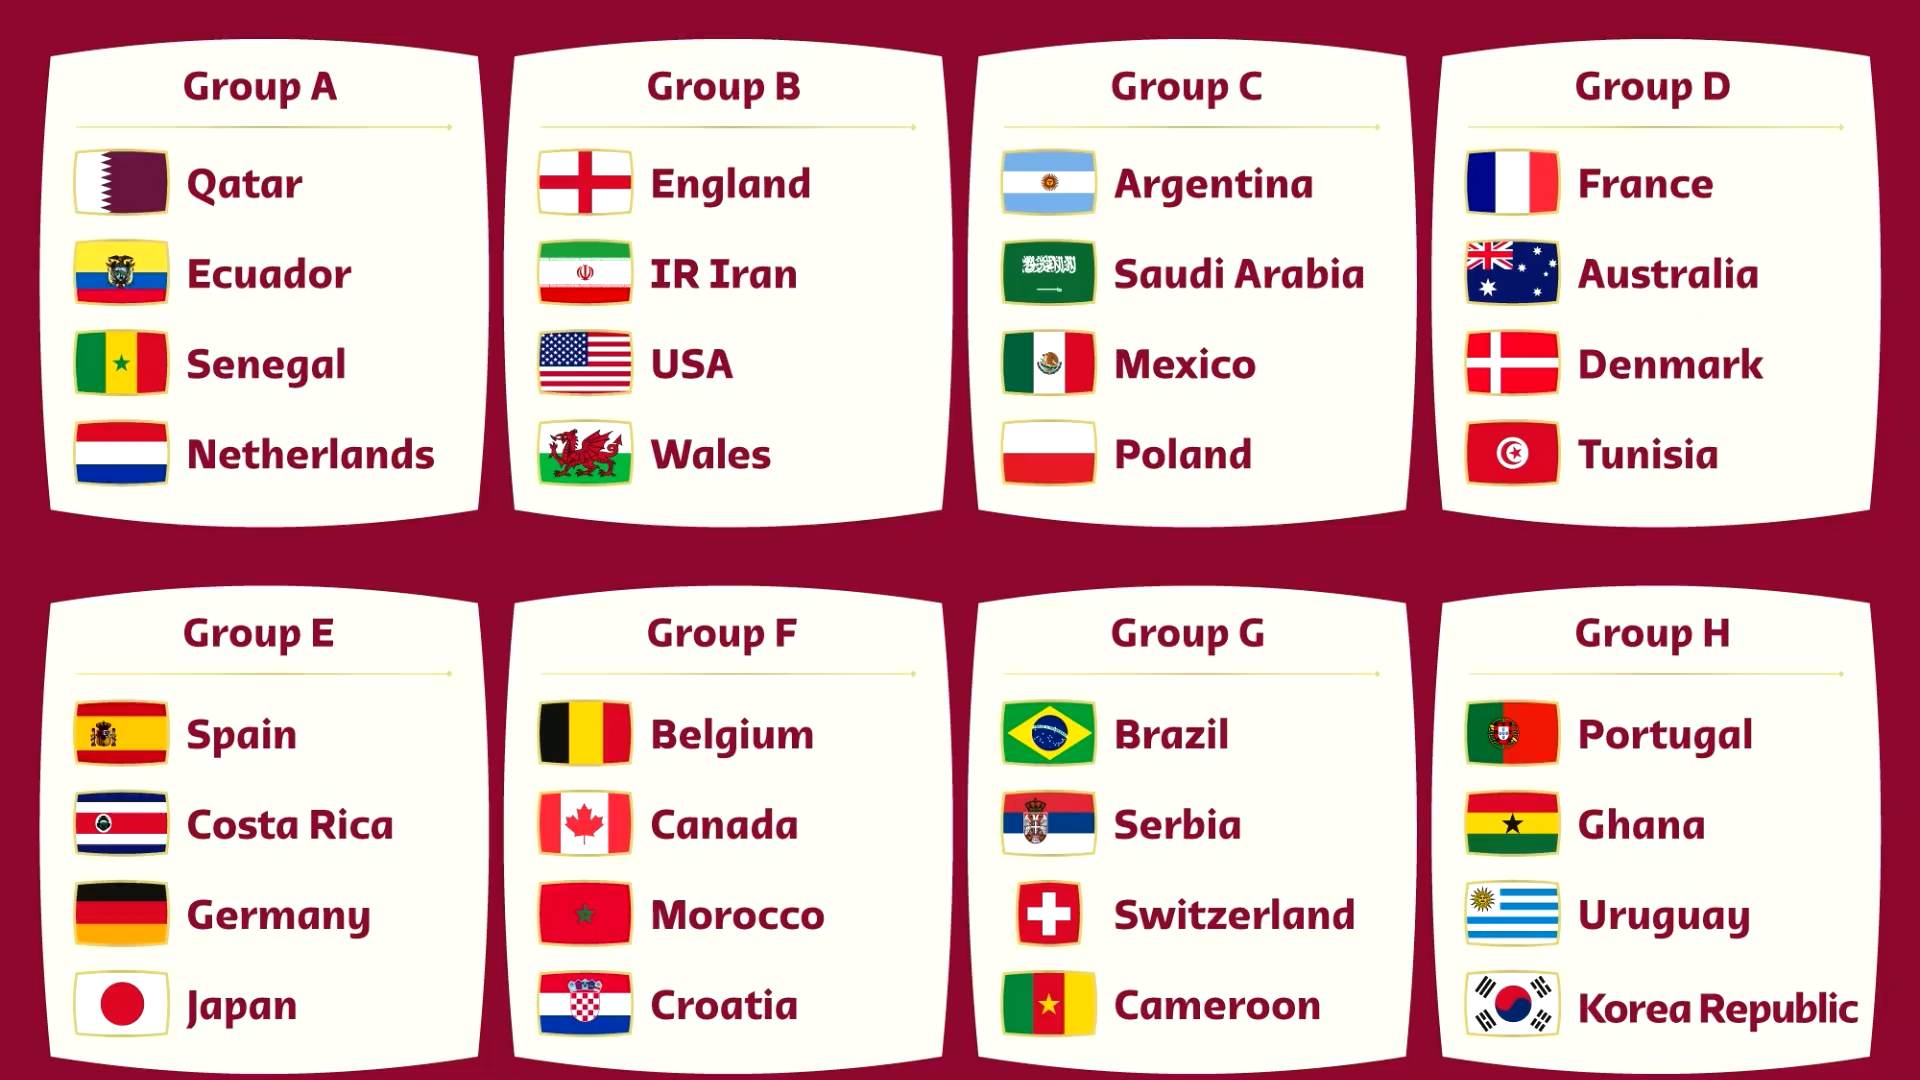 Group A
Qatar
Ecuador
Senegal
Netherlands
Group B
England
IR Iran
USA
Wales
Group C
Argentina
Saudi Arabia
Mexico
Poland
Group D
France
Australia
Denmark
Tunisia
Group E
Spain
Costa Rica
Germany
Japan
Group F
Belgium
Canada
Morocco
Croatia
Group G
Brazil
Serbia
Switzerland
Cameroon
Group H
Portugal
Ghana
Uruguay
Korea Republic